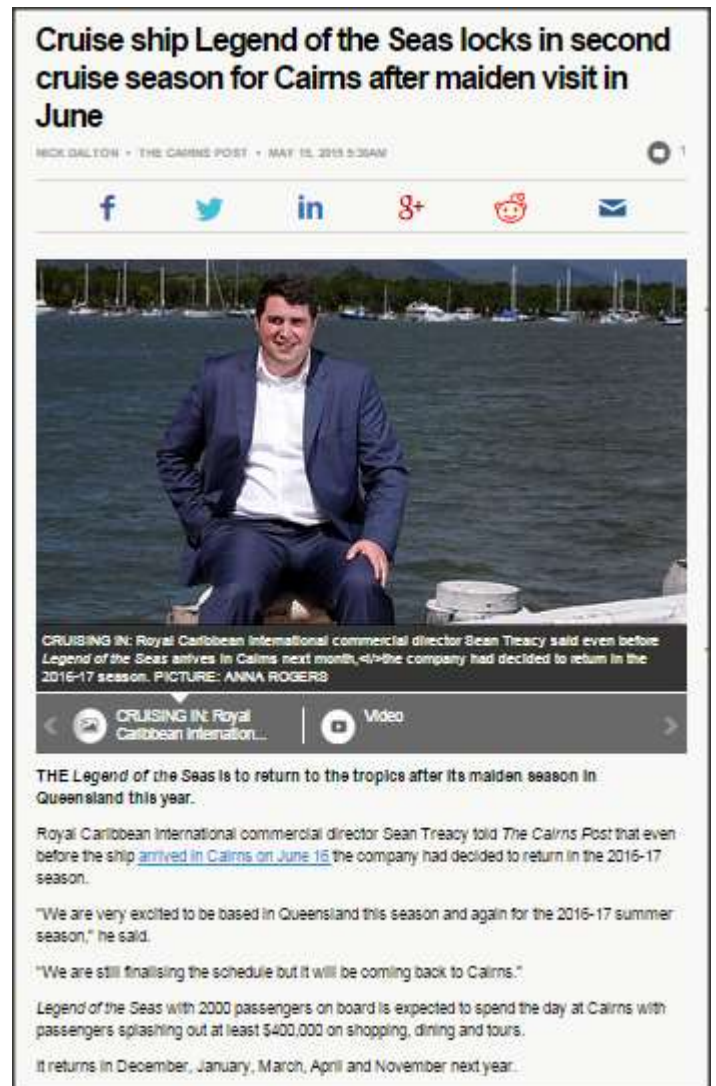 Cruise ship Legend of the Seas locks in second
cruise season for Cairns after maiden visit in
June
NICK DALTON • THE CAIRNS POST • MAY 15, 2015 5:30AM
1
f
in
g+
CRUISING IN: Royal Caribbean International commercial director Sean Treacy said even before
Legend of the Seas arrives in Cairns next month,</i>the company had decided to return in the
2016-17 season. PICTURE: ANNA ROGERS
CRUISING IN: Royal
Caribbean Internation...
Video
THE Legend of the Seas is to return to the tropics after its maiden season in
Queensland this year.
Royal Caribbean International commercial director Sean Treacy told The Cairns Post that even
before the ship arrived in Cairns on June 16 the company had decided to return in the 2016-17
season.
"We are very excited to be based in Queensland this season and again for the 2016-17 summer
season," he said.
"We are still finalising the schedule but it will be coming back to Cairns."
Legend of the Seas with 2000 passengers on board is expected to spend the day at Cairns with
passengers splashing out at least $400,000 on shopping, dining and tours.
It returns in December, January, March, April and November next year.